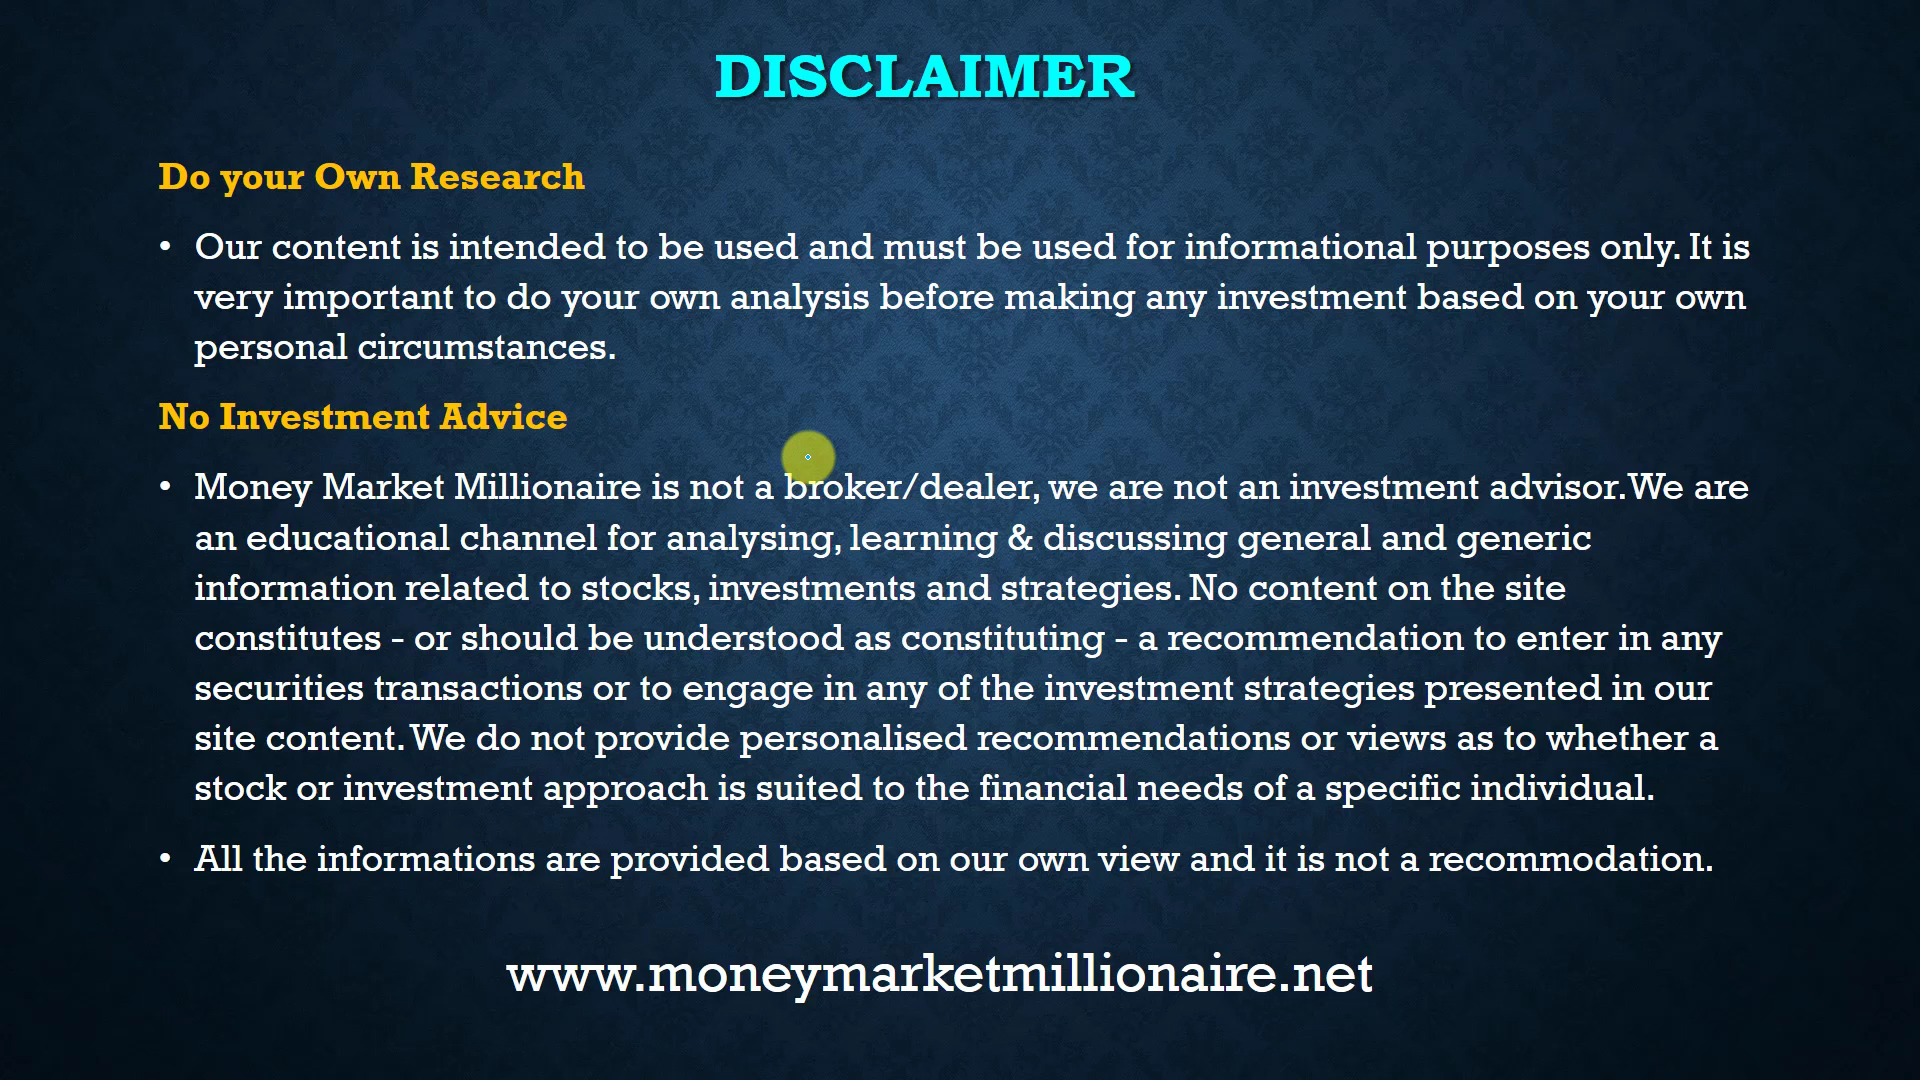 DISCLAIMER
Do your Own Research
• Our content is intended to be used and must be used for informational purposes only. It is
very important to do your own analysis before making any investment based on your own
personal circumstances.
No Investment Advice
• Money Market Millionaire is not a broker/dealer, we are not an investment advisor. We are
an educational channel for analysing, learning & discussing general and generic
information related to stocks, investments and strategies. No content on the site
constitutes - or should be understood as constituting - a recommendation to enter in any
securities transactions or to engage in any of the investment strategies presented in our
site content. We do not provide personalised recommendations or views as to whether a
stock or investment approach is suited to the financial needs of a specific individual.
• All the informations are provided based on our own view and it is not a recommodation.
www.moneymarketmillionaire.net